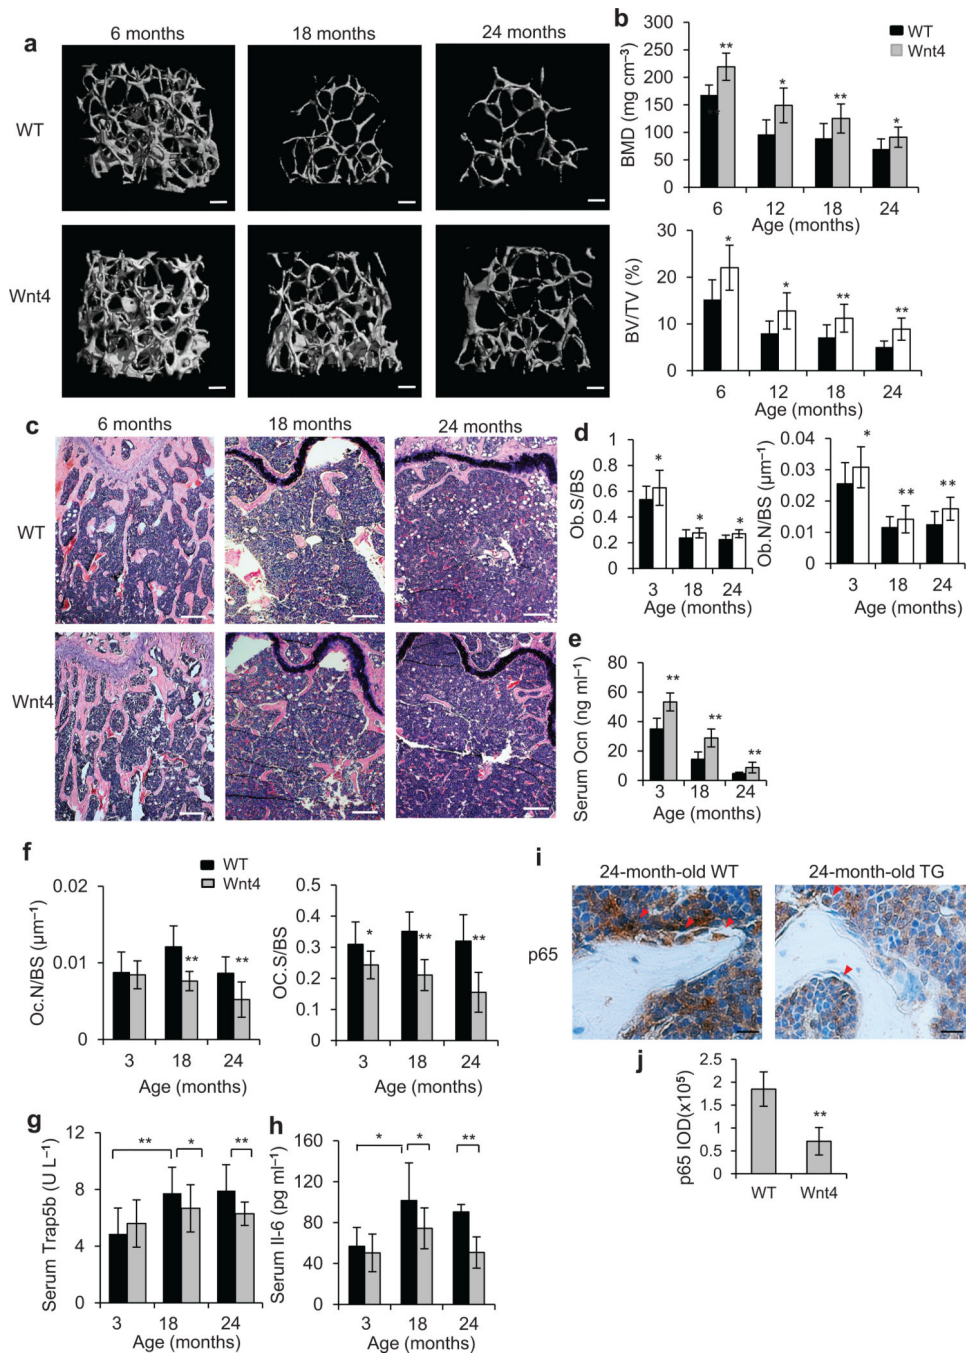 a
6 months
18 months
24 months
WT
Wnt4
b
BMD (mg cm⁻³)
300
250
200
150
100
50
0
WT
Wnt4
**
*
**
*
6
12
18
24
Age (months)
BV/TV (%)
30
20
10
0
*
*
**
**
6
12
18
24
Age (months)
c
6 months
18 months
24 months
WT
Wnt4
d
Ob.S/BS
1
0.8
0.6
0.4
0.2
0
*
*
*
3
18
24
Age (months)
Ob.N/BS (µm⁻¹)
0.04
0.03
0.02
0.01
0
*
**
**
3
18
24
Age (months)
e
Serum Ocn (ng ml⁻¹)
80
60
40
20
0
**
**
**
3
18
24
Age (months)
f
WT
Wnt4
Oc.N/BS (µm⁻¹)
0.02
0.01
0
**
**
3
18
24
Age (months)
OC.S/BS
0.5
0.4
0.3
0.2
0.1
0
*
**
**
3
18
24
Age (months)
g
Serum Trap5b (U L⁻¹)
12
8
4
0
**
*
**
3
18
24
Age (months)
h
Serum Il-6 (pg ml⁻¹)
160
120
80
40
0
*
*
**
3
18
24
Age (months)
i
24-month-old WT
24-month-old TG
p65
j
p65 IOD(x10⁵)
2.5
2
1.5
1
0.5
0
**
WT
Wnt4